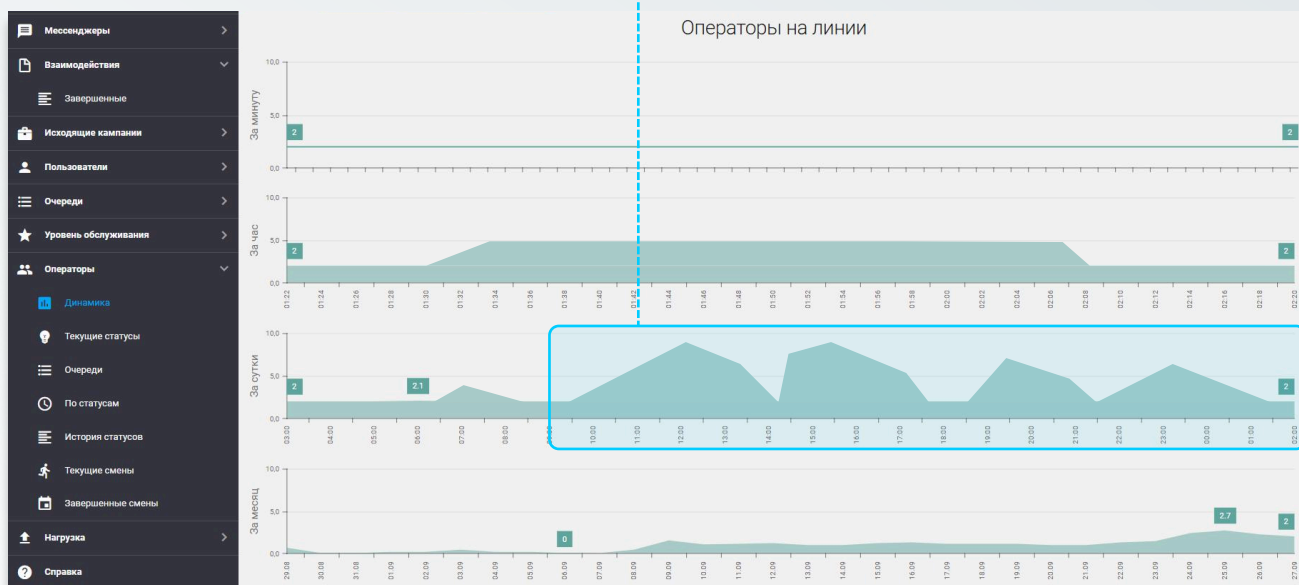 Мессенджеры
Взаимодействия
Завершенные
Исходящие кампании
Пользователи
Очереди
Уровень обслуживания
Операторы
Динамика
Текущие статусы
Очереди
По статусам
История статусов
Текущие смены
Завершенные смены
Нагрузка
Справка
Операторы на линии
За минуту
10,0
5,0
0,0
2
2
За час
10,0
5,0
0,0
2
2
01:22 01:24 01:26 01:28 01:30 01:32 01:34 01:36 01:38 01:40 01:42 01:44 01:46 01:48 01:50 01:52 01:54 01:56 01:58 02:00 02:02 02:04 02:06 02:08 02:10 02:12 02:14 02:16 02:18 02:20
За сутки
10,0
5,0
0,0
2
2.1
2
03:00 04:00 05:00 06:00 07:00 08:00 10:00 11:00 12:00 13:00 14:00 15:00 16:00 17:00 18:00 19:00 20:00 21:00 22:00 23:00 00:00 01:00 02:00
За месяц
10,0
5,0
0,0
0
2.7
2
29.08 30.08 31.08 01.09 02.09 03.09 04.09 05.09 06.09 07.09 08.09 09.09 10.09 11.09 12.09 13.09 14.09 15.09 16.09 17.09 18.09 19.09 20.09 21.09 22.09 23.09 24.09 25.09 26.09 27.09